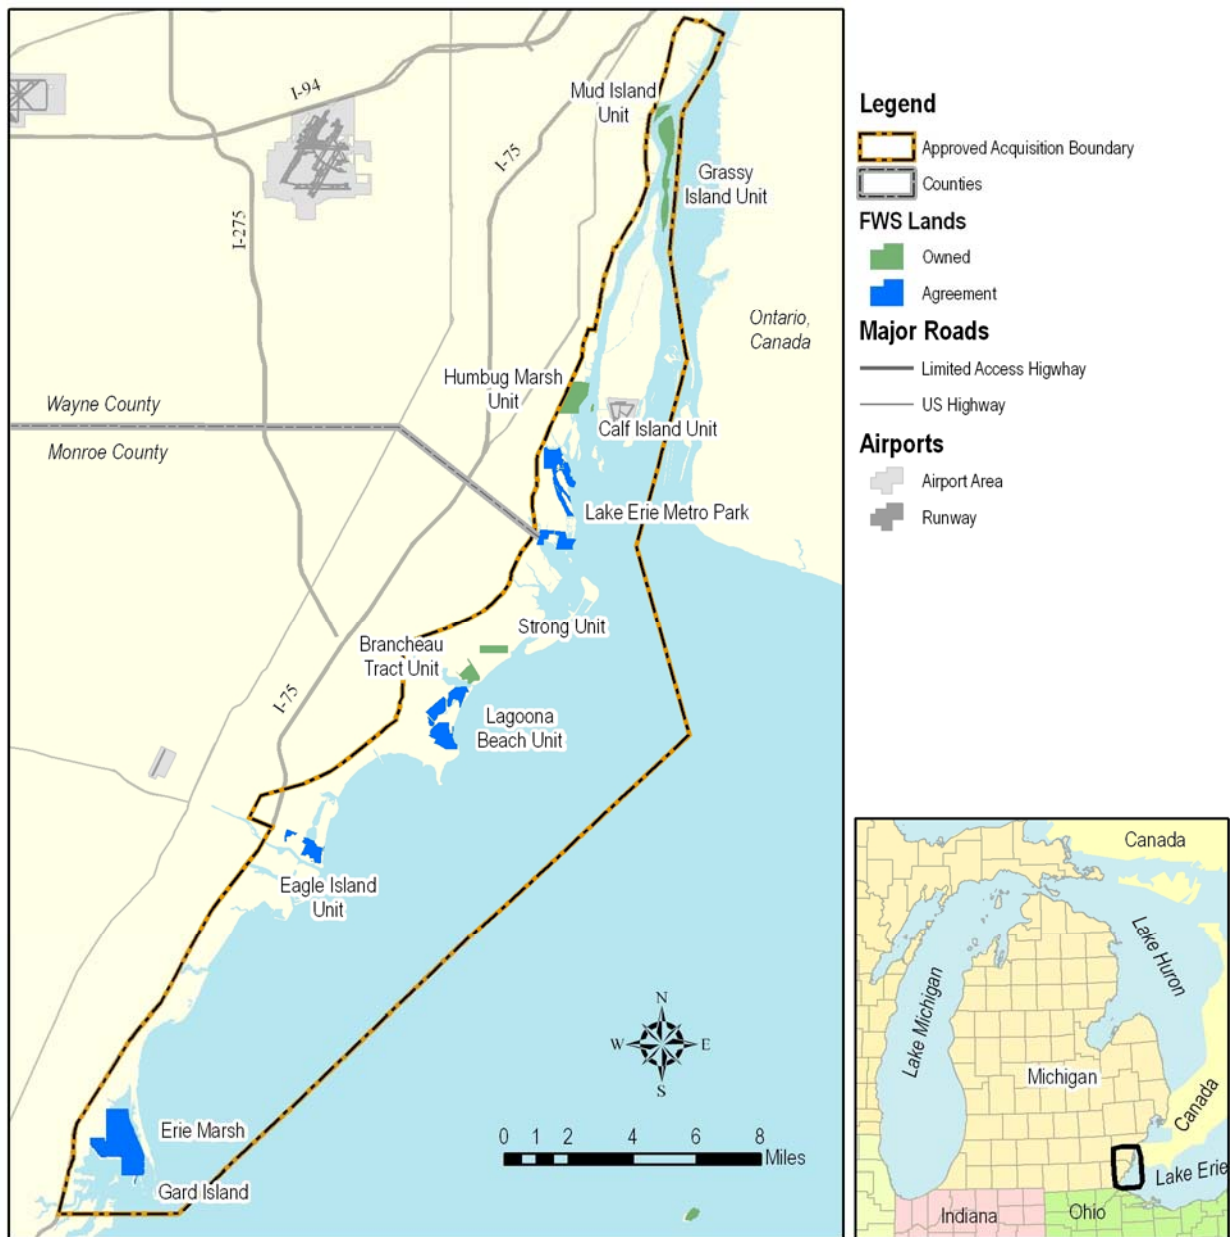 I-94
Mud Island
Unit
I-75
Grassy
Island Unit
I-275
Ontario,
Canada
Humbug Marsh
Unit
Wayne County
Calf Island Unit
Monroe County
Lake Erie Metro Park
Strong Unit
Brancheau
Tract Unit
I-75
Lagoona
Beach Unit
Eagle Island
Unit
N
W
E
S
Erie Marsh
0 1 2 4 6 8
Miles
Gard Island
Legend
Approved Acquisition Boundary
Counties
FWS Lands
Owned
Agreement
Major Roads
Limited Access Higwhay
US Highway
Airports
Airport Area
Runway
Canada
Lake Huron
Lake Michigan
Michigan
Canada
Lake Erie
Indiana
Ohio